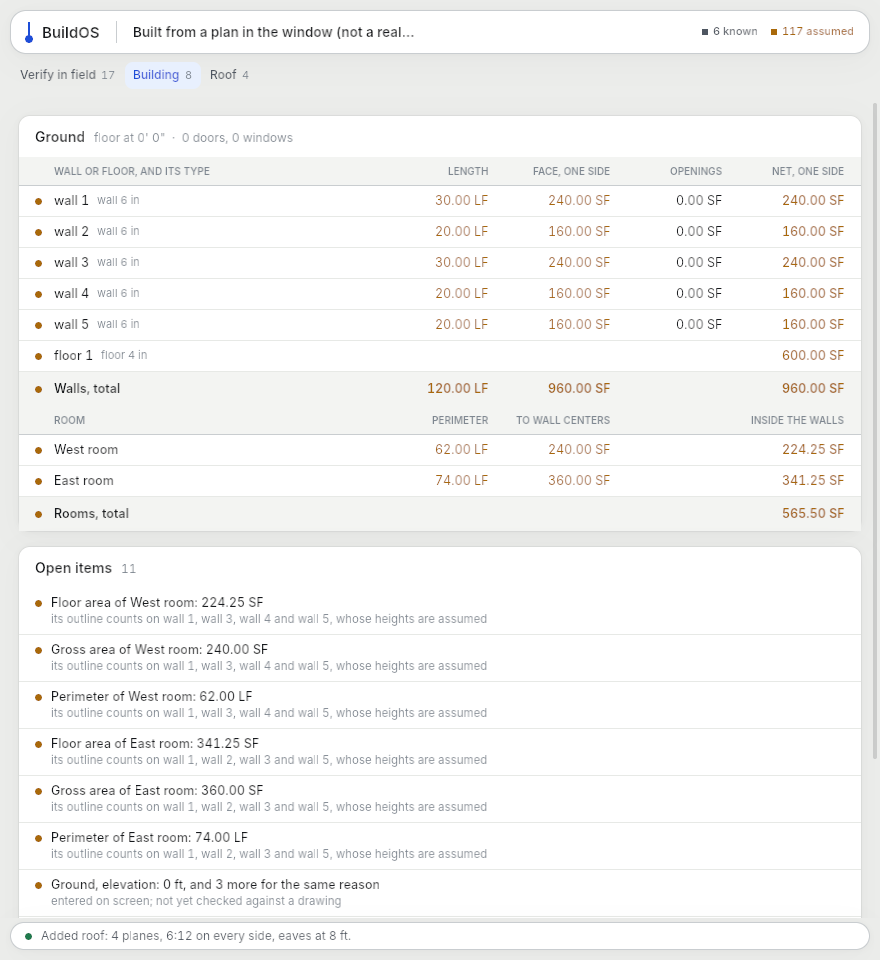 BuildOS
Built from a plan in the window (not a real...
6 known
117 assumed
Verify in field 17
Building 8
Roof 4
Ground floor at 0' 0" · 0 doors, 0 windows
WALL OR FLOOR, AND ITS TYPE LENGTH FACE, ONE SIDE OPENINGS NET, ONE SIDE
wall 1 wall 6 in 30.00 LF 240.00 SF 0.00 SF 240.00 SF
wall 2 wall 6 in 20.00 LF 160.00 SF 0.00 SF 160.00 SF
wall 3 wall 6 in 30.00 LF 240.00 SF 0.00 SF 240.00 SF
wall 4 wall 6 in 20.00 LF 160.00 SF 0.00 SF 160.00 SF
wall 5 wall 6 in 20.00 LF 160.00 SF 0.00 SF 160.00 SF
floor 1 floor 4 in 600.00 SF
Walls, total 120.00 LF 960.00 SF 960.00 SF
ROOM PERIMETER TO WALL CENTERS INSIDE THE WALLS
West room 62.00 LF 240.00 SF 224.25 SF
East room 74.00 LF 360.00 SF 341.25 SF
Rooms, total 565.50 SF
Open items 11
Floor area of West room: 224.25 SF
its outline counts on wall 1, wall 3, wall 4 and wall 5, whose heights are assumed
Gross area of West room: 240.00 SF
its outline counts on wall 1, wall 3, wall 4 and wall 5, whose heights are assumed
Perimeter of West room: 62.00 LF
its outline counts on wall 1, wall 3, wall 4 and wall 5, whose heights are assumed
Floor area of East room: 341.25 SF
its outline counts on wall 1, wall 2, wall 3 and wall 5, whose heights are assumed
Gross area of East room: 360.00 SF
its outline counts on wall 1, wall 2, wall 3 and wall 5, whose heights are assumed
Perimeter of East room: 74.00 LF
its outline counts on wall 1, wall 2, wall 3 and wall 5, whose heights are assumed
Ground, elevation: 0 ft, and 3 more for the same reason
entered on screen; not yet checked against a drawing
Added roof: 4 planes, 6:12 on every side, eaves at 8 ft.